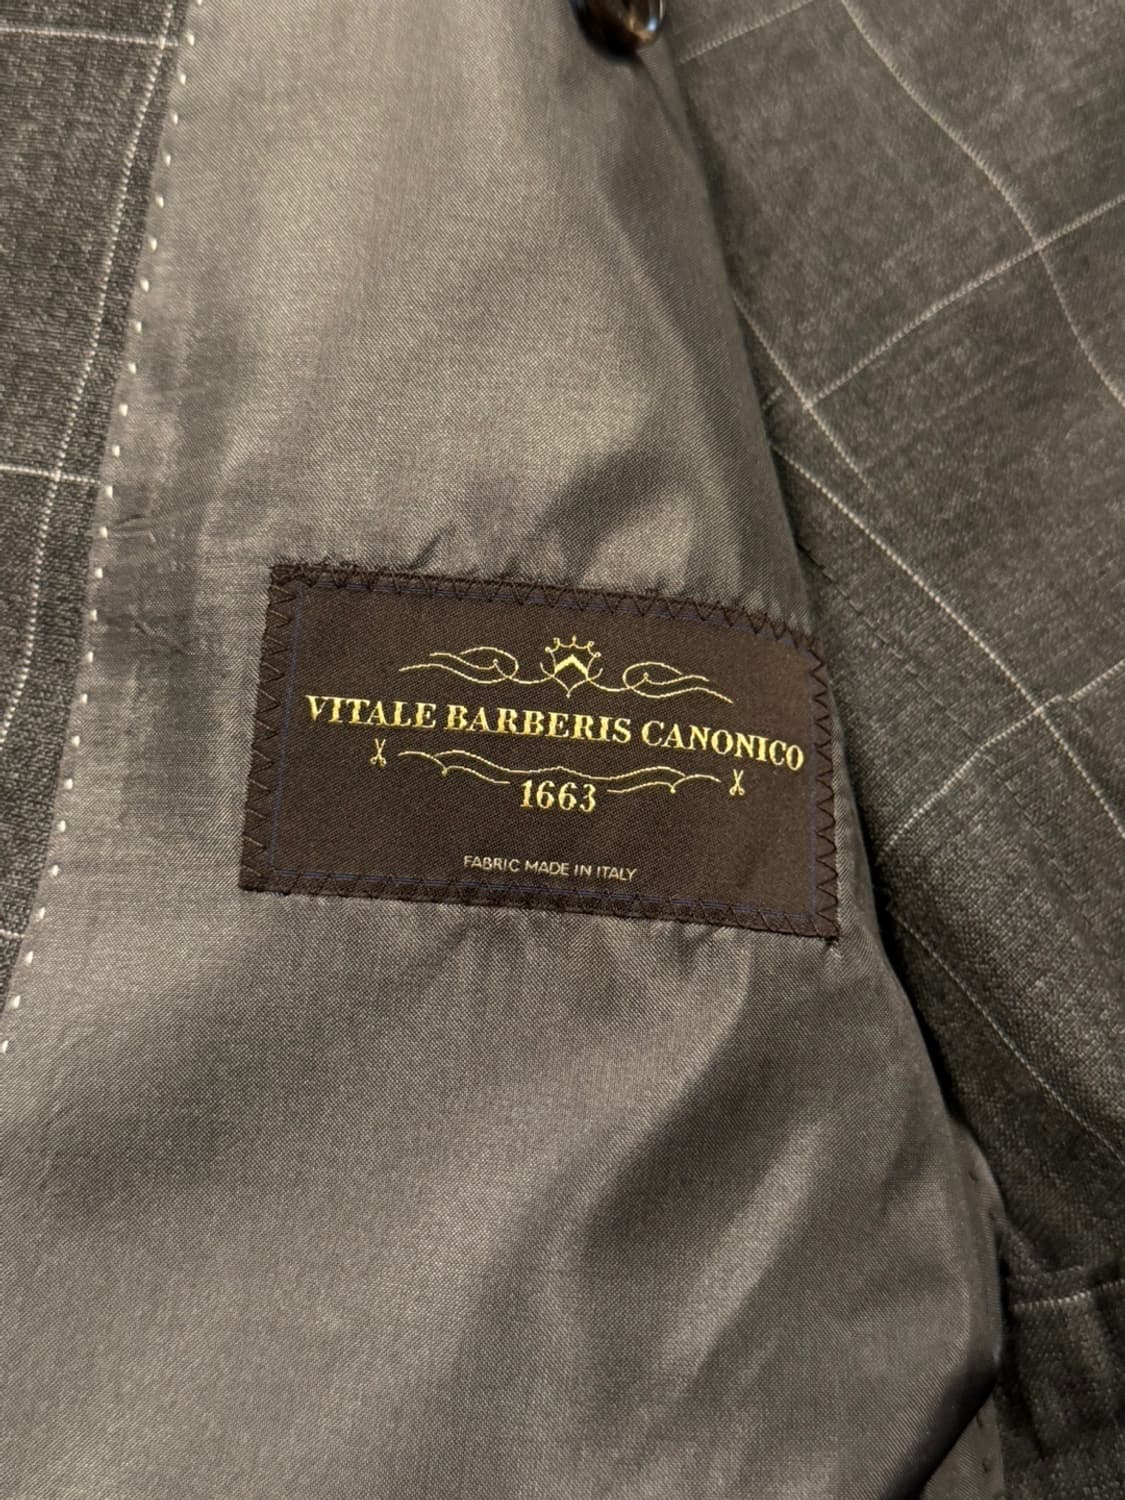 VITALE BARBERIS CANONICO
1663
FABRIC MADE IN ITALY